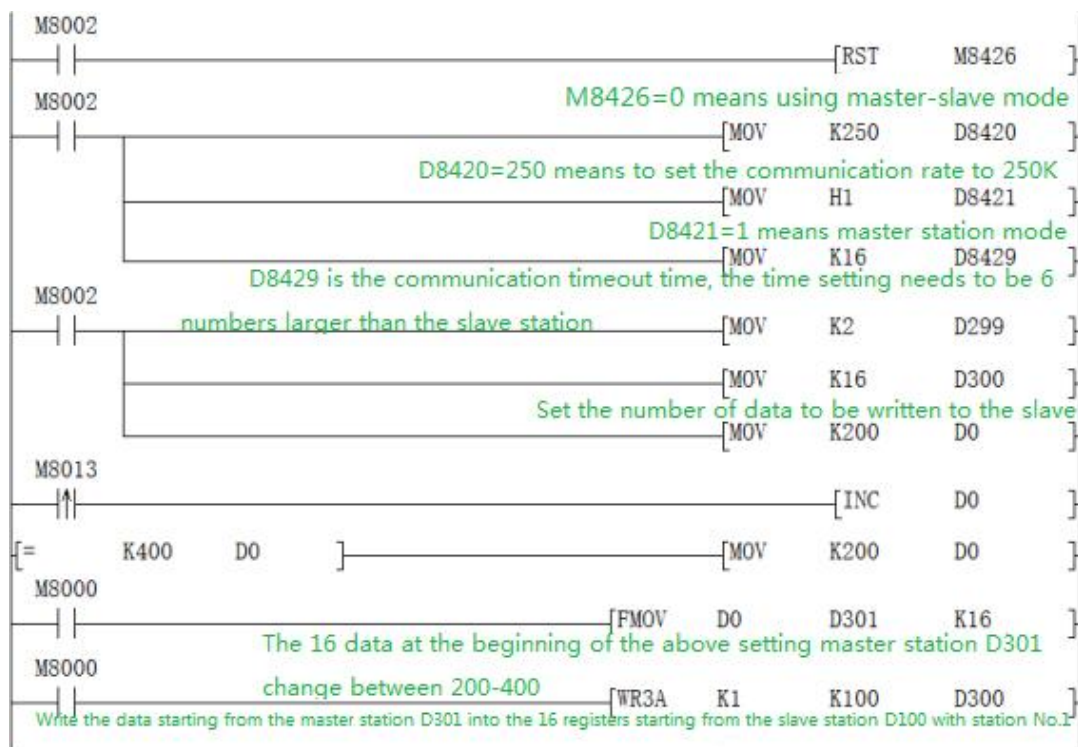 M8002
[RST M8426 ]
M8002
M8426=0 means using master-slave mode
[MOV K250 D8420 ]
D8420=250 means to set the communication rate to 250K
[MOV H1 D8421 ]
D8421=1 means master station mode
[MOV K16 D8429 ]
D8429 is the communication timeout time, the time setting needs to be 6
M8002
numbers larger than the slave station
[MOV K2 D299 ]
[MOV K16 D300 ]
Set the number of data to be written to the slave
[MOV K200 D0 ]
M8013
[INC D0 ]
[= K400 D0 ]
[MOV K200 D0 ]
M8000
[FMOV D0 D301 K16 ]
The 16 data at the beginning of the above setting master station D301
M8000
change between 200-400
[WR3A K1 K100 D300 ]
Write the data starting from the master station D301 into the 16 registers starting from the slave station D100 with station No.1